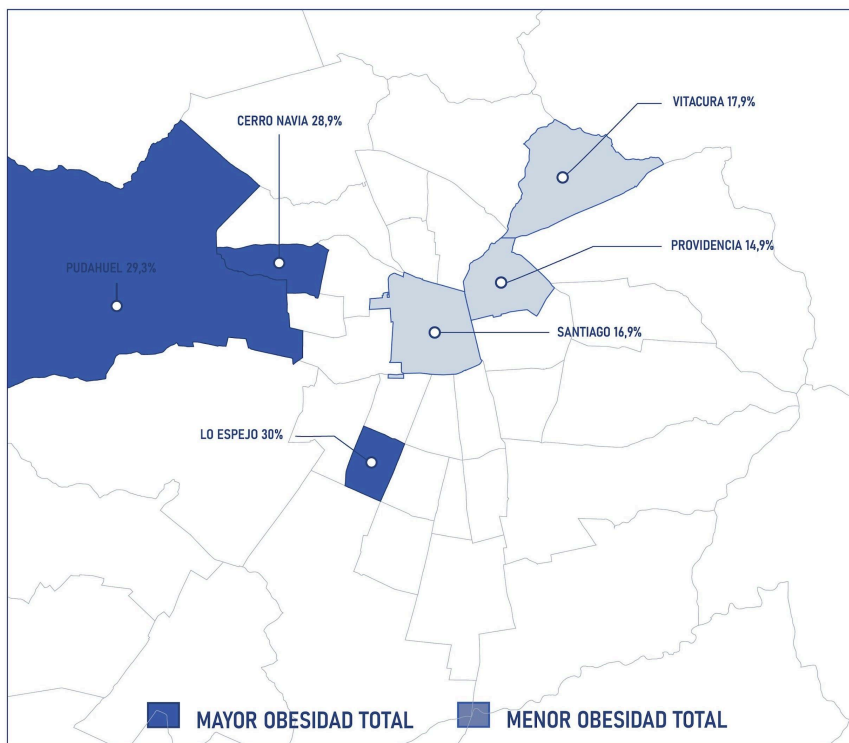 VITACURA 17,9%
CERRO NAVIA 28,9%
PROVIDENCIA 14,9%
PUDAHUEL 29,3%
SANTIAGO 16,9%
LO ESPEJO 30%
MAYOR OBESIDAD TOTAL
MENOR OBESIDAD TOTAL